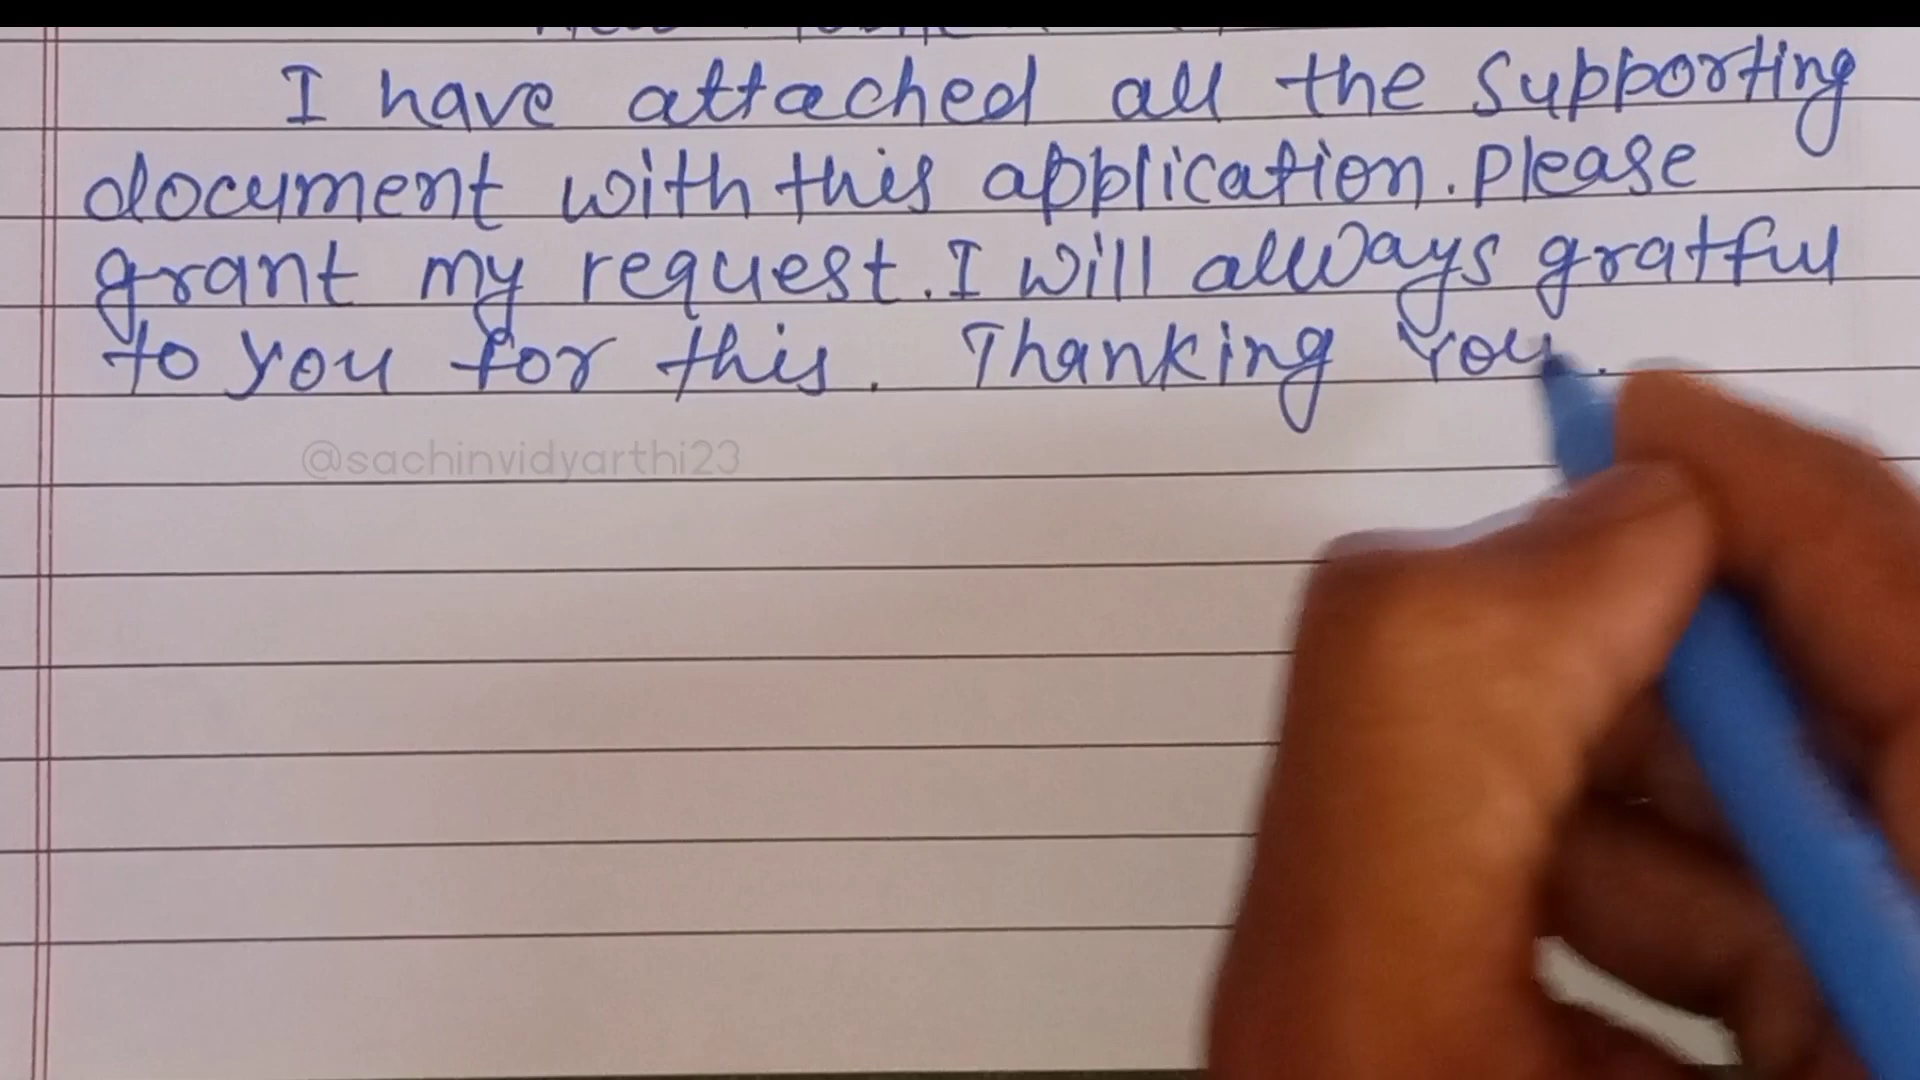 I have attached all the supporting
document with this application. please
grant my request. I will always gratful
to you for this. Thanking You.
@sachinvidyarthi23